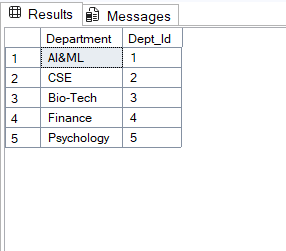 Results Messages
Department Dept_Id
1 AI&ML 1
2 CSE 2
3 Bio-Tech 3
4 Finance 4
5 Psychology 5